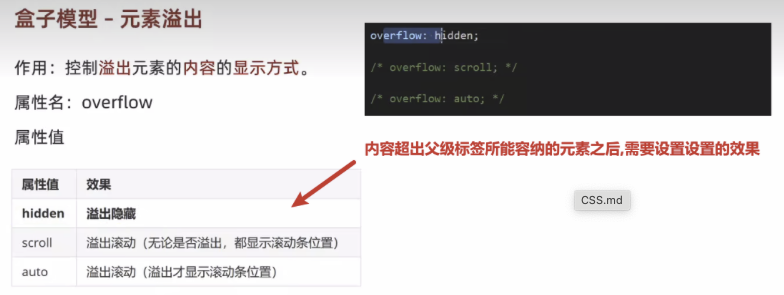 盒子模型 – 元素溢出
作用：控制溢出元素的内容的显示方式。
属性名：overflow
属性值
属性值 效果
hidden 溢出隐藏
scroll 溢出滚动（无论是否溢出，都显示滚动条位置）
auto 溢出滚动（溢出才显示滚动条位置）
overflow: hidden;
/* overflow: scroll; */
/* overflow: auto; */
内容超出父级标签所能容纳的元素之后,需要设置设置的效果
CSS.md